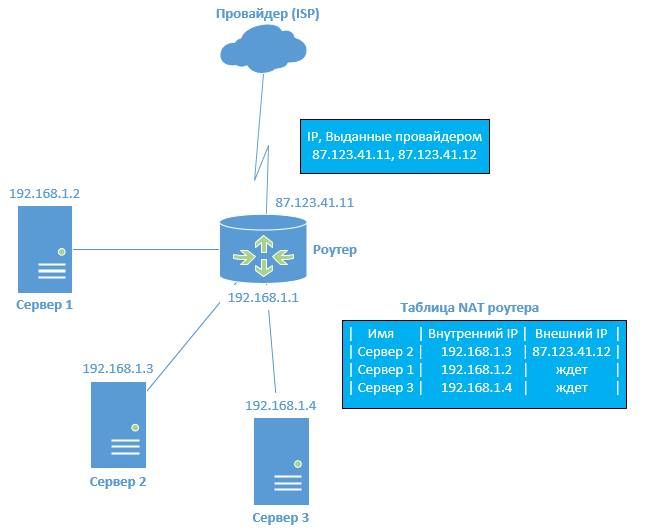 Провайдер (ISP)
IP, Выданные провайдером
87.123.41.11, 87.123.41.12
192.168.1.2
87.123.41.11
Роутер
Сервер 1
192.168.1.1
Таблица NAT роутера
| Имя | Внутренний IP | Внешний IP |
| Сервер 2 | 192.168.1.3 | 87.123.41.12 |
| Сервер 1 | 192.168.1.2 | ждет |
| Сервер 3 | 192.168.1.4 | ждет |
192.168.1.3
192.168.1.4
Сервер 2
Сервер 3